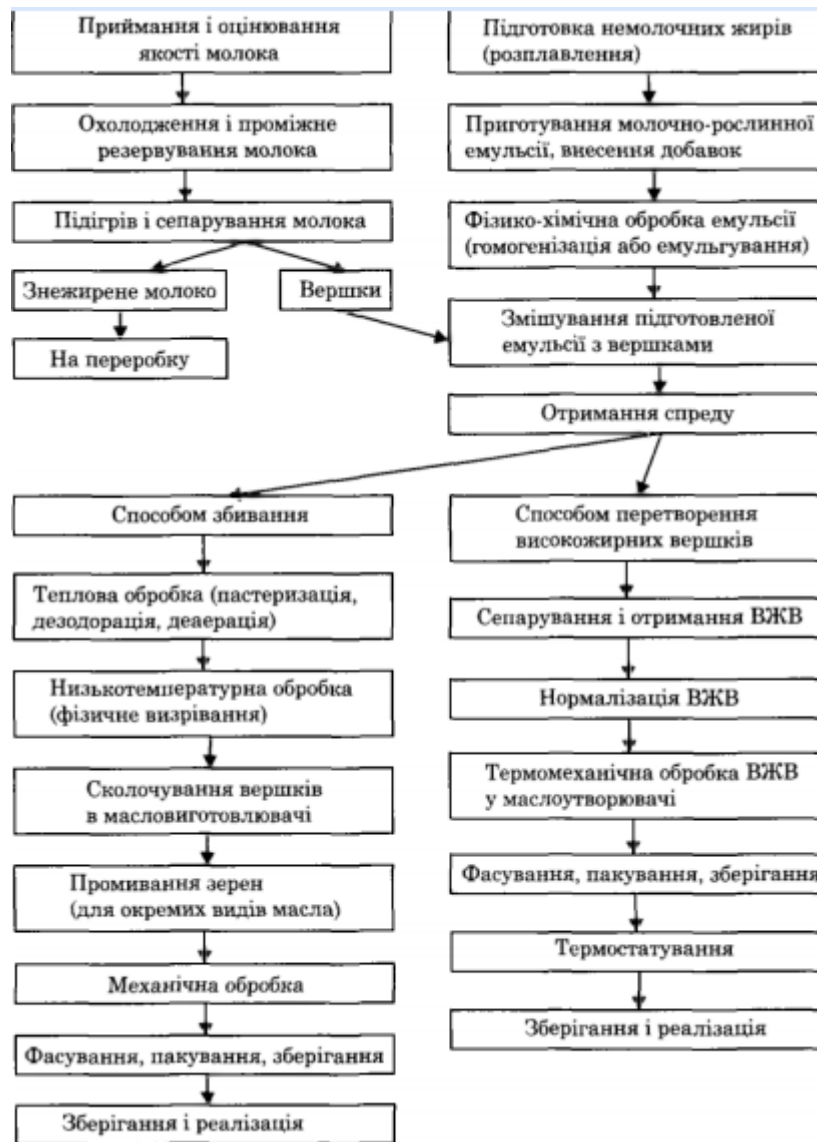 Приймання і оцінювання
якості молока
Охолодження і проміжне
резервування молока
Підігрів і сепарування молока
Знежирене молоко
Вершки
На переробку
Підготовка немолочних жирів
(розплавлення)
Приготування молочно-рослинної
емульсії, внесення добавок
Фізико-хімічна обробка емульсії
(гомогенізація або емульгування)
Змішування підготовленої
емульсії з вершками
Отримання спреду
Способом збивання
Теплова обробка (пастеризація,
дезодорація, деаерація)
Низькотемпературна обробка
(фізичне визрівання)
Сколочування вершків
в масловиготовлювачі
Промивання зерен
(для окремих видів масла)
Механічна обробка
Фасування, пакування, зберігання
Зберігання і реалізація
Способом перетворення
високожирних вершків
Сепарування і отримання ВЖВ
Нормалізація ВЖВ
Термомеханічна обробка ВЖВ
у маслоутворювачі
Фасування, пакування, зберігання
Термостатування
Зберігання і реалізація